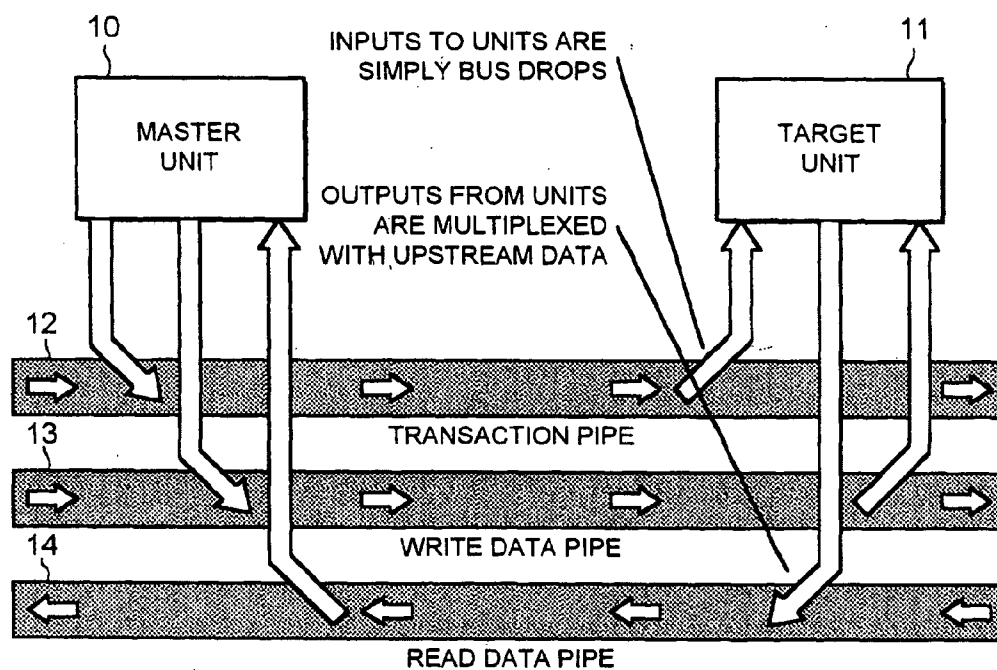 10
11
INPUTS TO UNITS ARE
SIMPLY BUS DROPS
MASTER
UNIT
TARGET
UNIT
OUTPUTS FROM UNITS
ARE MULTIPLEXED
WITH UPSTREAM DATA
12
TRANSACTION PIPE
13
WRITE DATA PIPE
14
READ DATA PIPE